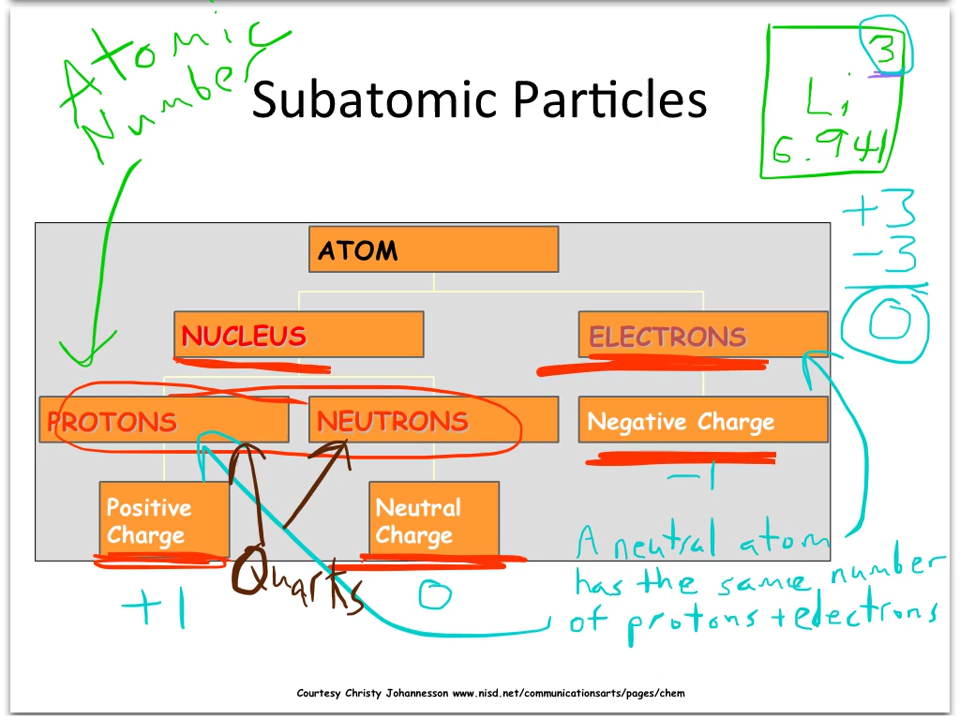 Atomic
Number
Subatomic Particles
3
Li
6.941
+3
-3
0
ATOM
NUCLEUS
ELECTRONS
PROTONS
NEUTRONS
Negative Charge
-1
Positive
Charge
Neutral
Charge
+1
Quarks
0
A neutral atom
has the same number
of protons + electrons
Courtesy Christy Johannesson www.nisd.net/communicationsarts/pages/chem